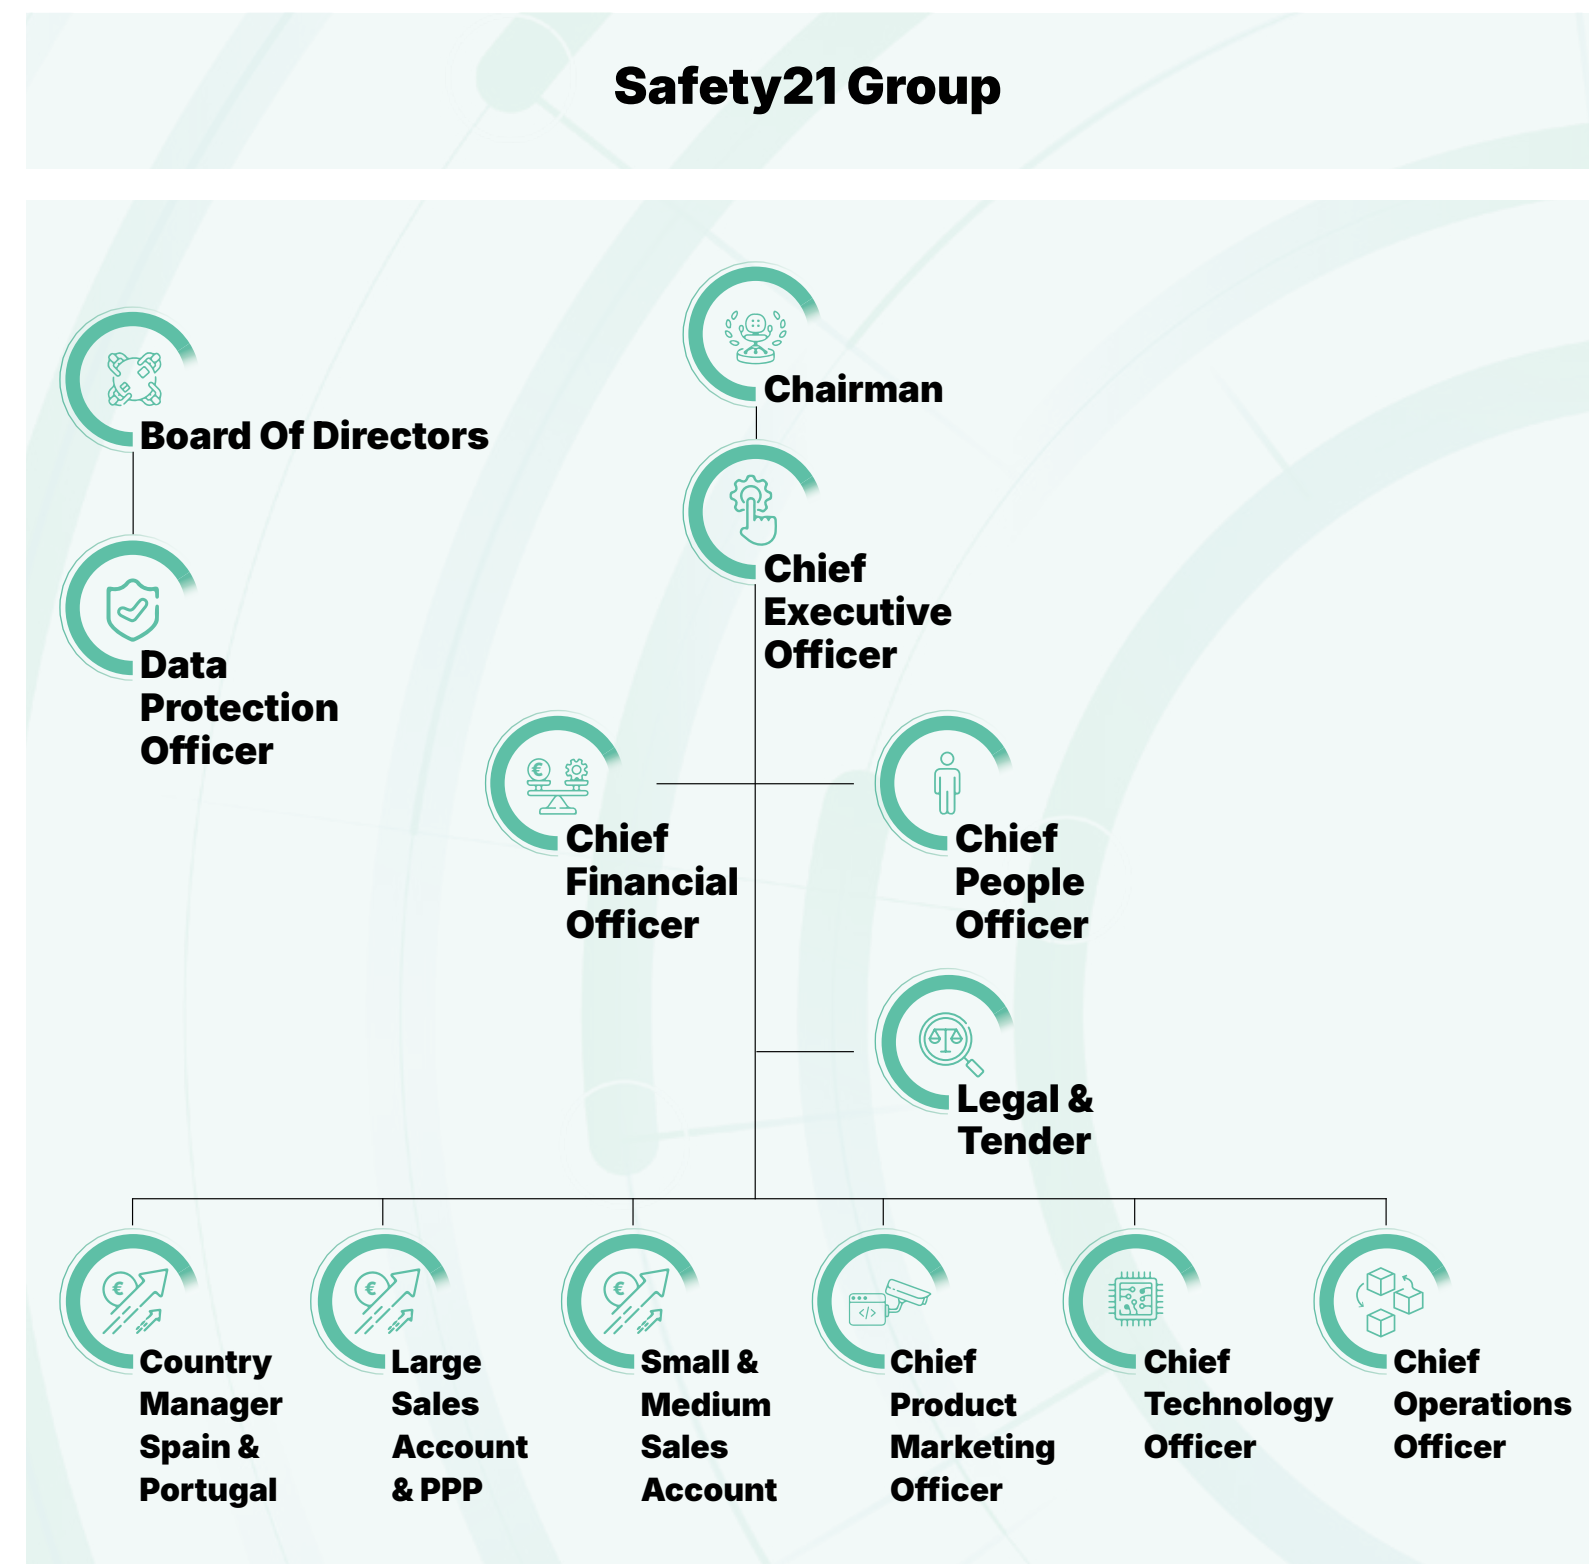 Safety21 Group
Board Of Directors
Data
Protection
Officer
Chairman
Chief
Executive
Officer
€
Chief
Financial
Officer
Chief
People
Officer
Legal &
Tender
€
Country
Manager
Spain &
Portugal
€
Large
Sales
Account
& PPP
€
Small &
Medium
Sales
Account
</>
Chief
Product
Marketing
Officer
Chief
Technology
Officer
Chief
Operations
Officer